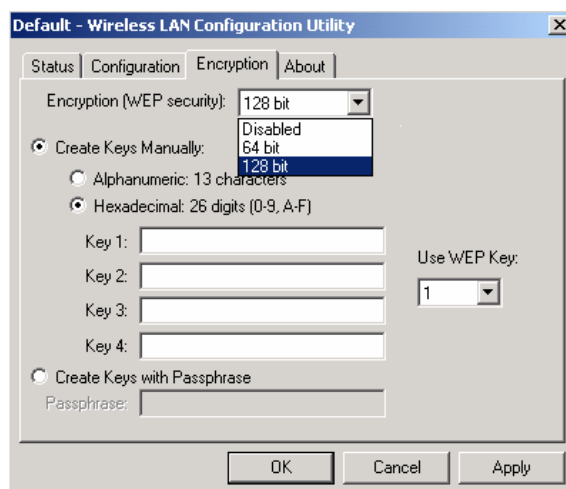 Default - Wireless LAN Configuration Utility
Status Configuration Encryption About
Encryption (WEP security): 128 bit
Disabled
64 bit
128 bit
Create Keys Manually:
Alphanumeric: 13 characters
Hexadecimal: 26 digits (0-9, A-F)
Key 1:
Use WEP Key:
Key 2:
1
Key 3:
Key 4:
Create Keys with Passphrase
Passphrase:
OK Cancel Apply